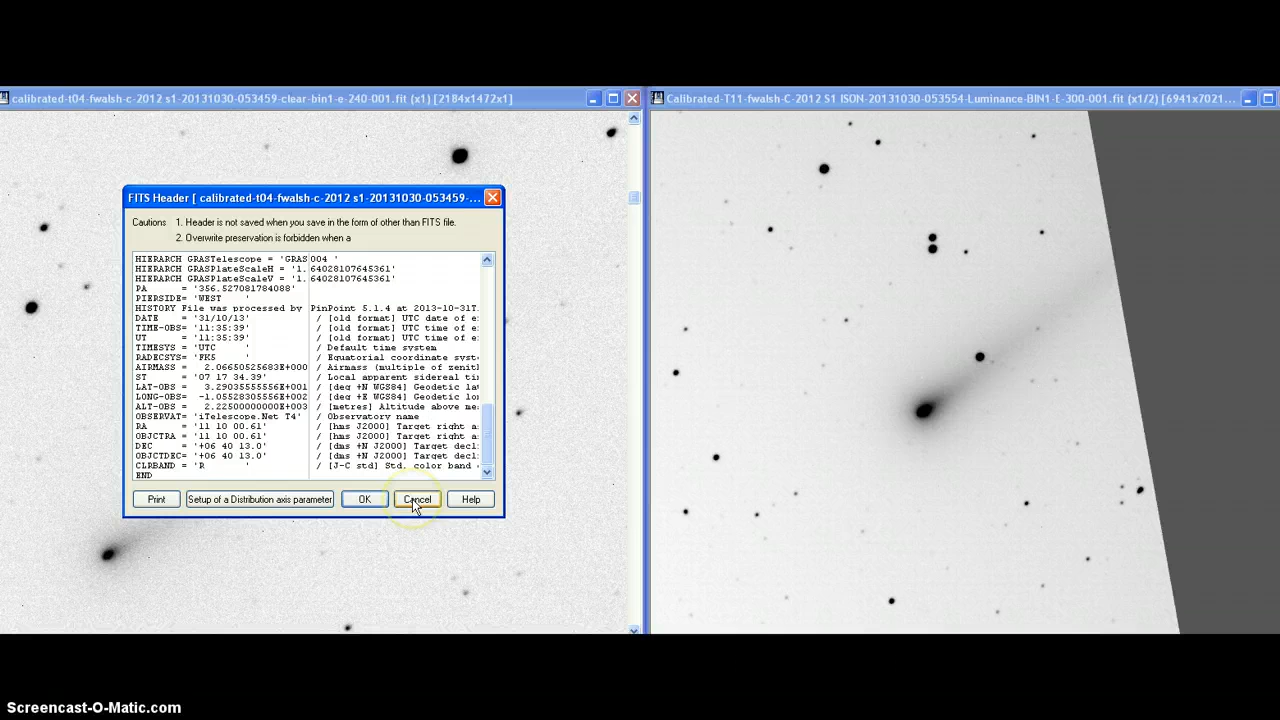 calibrated-t04-fwalsh-c-2012 s1-20131030-053459-clear-bin1-e-240-001.fit (x1) [2184x1472x1]
Calibrated-T11-fwalsh-C-2012 S1 ISON-20131030-053554-Luminance-BIN1-E-300-001.fit (x1/2) [6941x7021...
FITS Header [ calibrated-t04-fwalsh-c-2012 s1-20131030-053459-...
Cautions 1. Header is not saved when you save in the form of other than FITS file.
2. Overwrite preservation is forbidden when a
HIERARCH GRASTelescope = 'GRAS004 '
HIERARCH GRASPlateScaleH = '1.64028107645361'
HIERARCH GRASPlateScaleV = '1.64028107645361'
PA = '356.527081784088'
PIERSIDE= 'WEST '
HISTORY File was processed by PinPoint 5.1.4 at 2013-10-31T
DATE = '31/10/13' / [old format] UTC date of e
TIME-OBS= '11:35:39' / [old format] UTC time of e
UT = '11:35:39' / [old format] UTC time of e
TIMESYS = 'UTC ' / Default time system
RADECSYS= 'FK5 ' / Equatorial coordinate syst
AIRMASS = 2.06650525683E+000 / Airmass (multiple of zenit
ST = '07 17 34.39' / Local apparent sidereal ti
LAT-OBS = 3.29035555556E+001 / [deg +N WGS84] Geodetic la
LONG-OBS= -1.05528305556E+002 / [deg +E WGS84] Geodetic lo
ALT-OBS = 2.22500000000E+003 / [metres] Altitude above me
OBSERVAT= 'iTelescope.Net T4' / Observatory name
RA = '11 10 00.61' / [hms J2000] Target right a
OBJCTRA = '11 10 00.61' / [hms J2000] Target right a
DEC = '+06 40 13.0' / [dms +N J2000] Target decl
OBJCTDEC= '+06 40 13.0' / [dms +N J2000] Target decl
CLRBAND = 'R ' / [J-C std] Std. color band
END
Print Setup of a Distribution axis parameter OK Cancel Help
Screencast-O-Matic.com